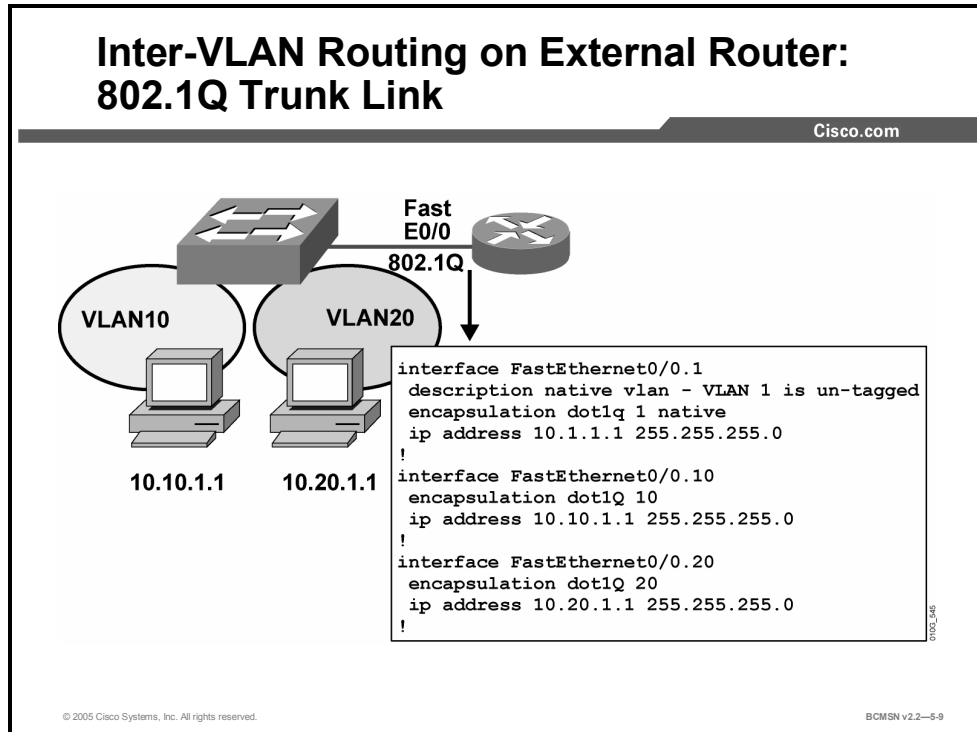 Inter-VLAN Routing on External Router:
802.1Q Trunk Link
Cisco.com
Fast
E0/0
802.1Q
VLAN10
VLAN20
10.10.1.1
10.20.1.1
interface FastEthernet0/0.1
description native vlan - VLAN 1 is un-tagged
encapsulation dot1q 1 native
ip address 10.1.1.1 255.255.255.0
!
interface FastEthernet0/0.10
encapsulation dot1Q 10
ip address 10.10.1.1 255.255.255.0
!
interface FastEthernet0/0.20
encapsulation dot1Q 20
ip address 10.20.1.1 255.255.255.0
!
010G_545
© 2005 Cisco Systems, Inc. All rights reserved.
BCMSN v2.2—5-9